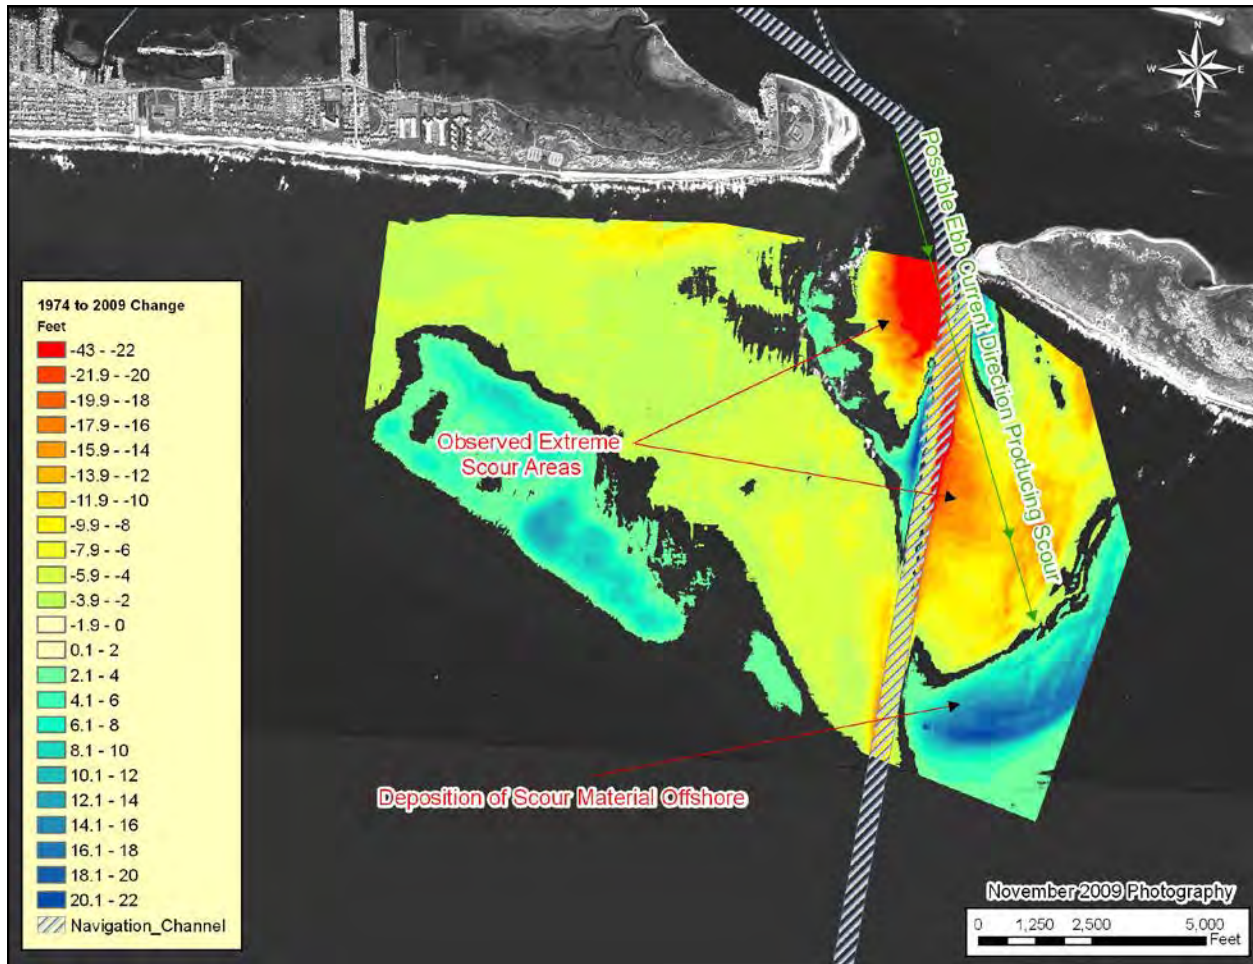 N
W E
S
Possible Ebb Current Direction Producing Scour
1974 to 2009 Change
Feet
-43 - -22
-21.9 - -20
-19.9 - -18
-17.9 - -16
-15.9 - -14
-13.9 - -12
-11.9 - -10
-9.9 - -8
-7.9 - -6
-5.9 - -4
-3.9 - -2
-1.9 - 0
0.1 - 2
2.1 - 4
4.1 - 6
6.1 - 8
8.1 - 10
10.1 - 12
12.1 - 14
14.1 - 16
16.1 - 18
18.1 - 20
20.1 - 22
Navigation_Channel
Observed Extreme
Scour Areas
Deposition of Scour Material Offshore
November 2009 Photography
0 1,250 2,500 5,000
Feet